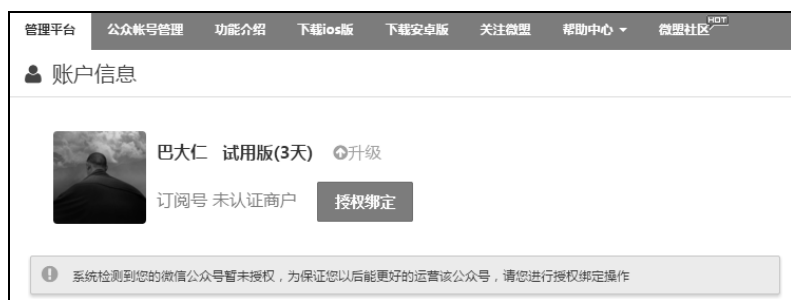 管理平台 公众帐号管理 功能介绍 下载ios版 下载安卓版 关注微盟 帮助中心 微盟社区 HOT
账户信息
巴大仁 试用版(3天) 升级
订阅号 未认证商户 授权绑定
系统检测到您的微信公众号暂未授权，为保证您以后能更好的运营该公众号，请您进行授权绑定操作